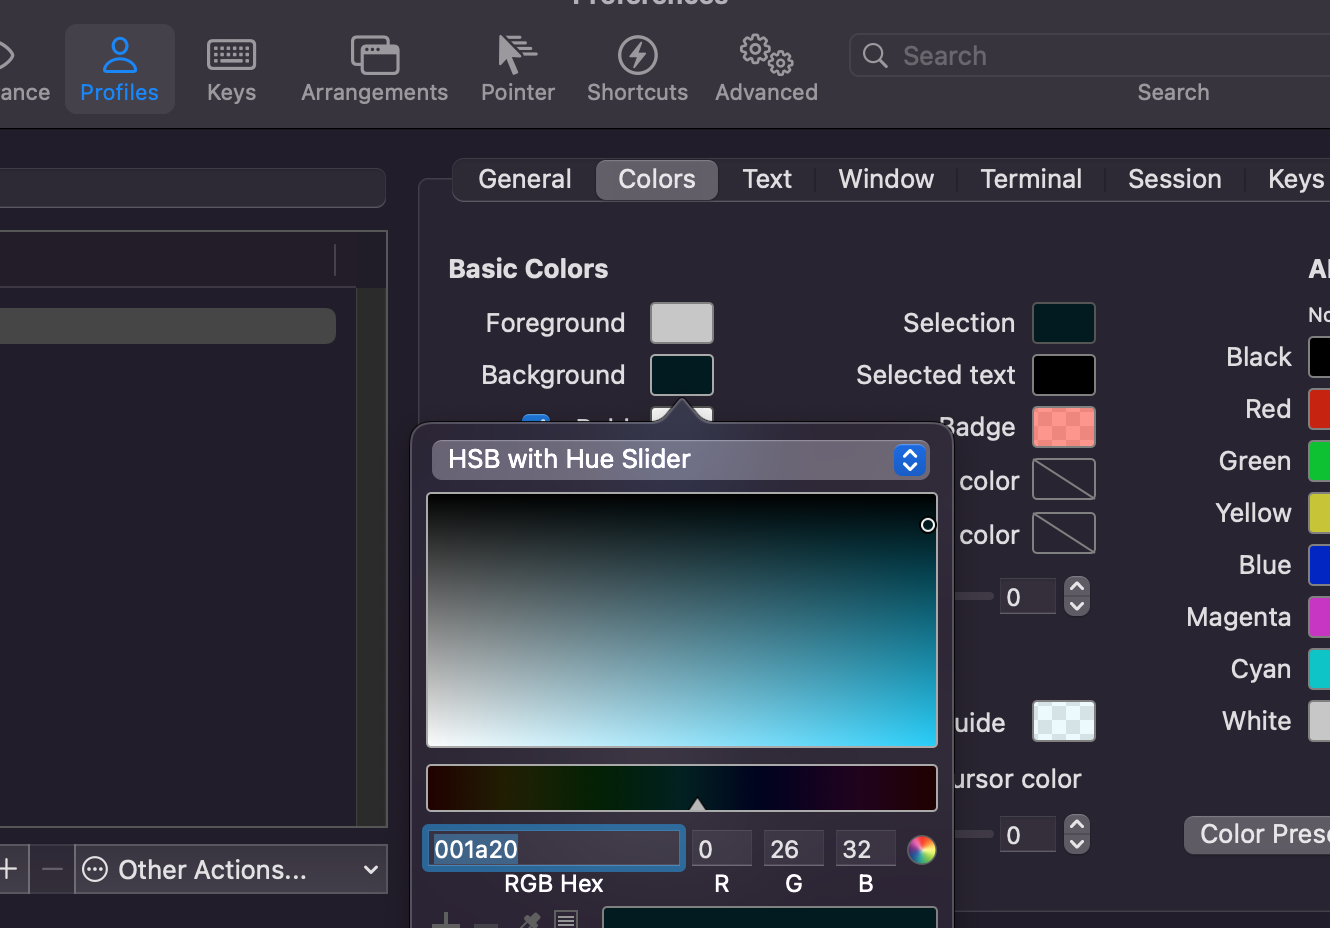 Preferences
ance
Profiles
Keys
Arrangements
Pointer
Shortcuts
Advanced
Search
Search
General
Colors
Text
Window
Terminal
Session
Keys
Basic Colors
Foreground
Background
Selection
Selected text
Badge
color
color
0
uide
ursor color
0
No
Black
Red
Green
Yellow
Blue
Magenta
Cyan
White
Color Prese
HSB with Hue Slider
001a20
0
26
32
RGB Hex
R
G
B
Other Actions...